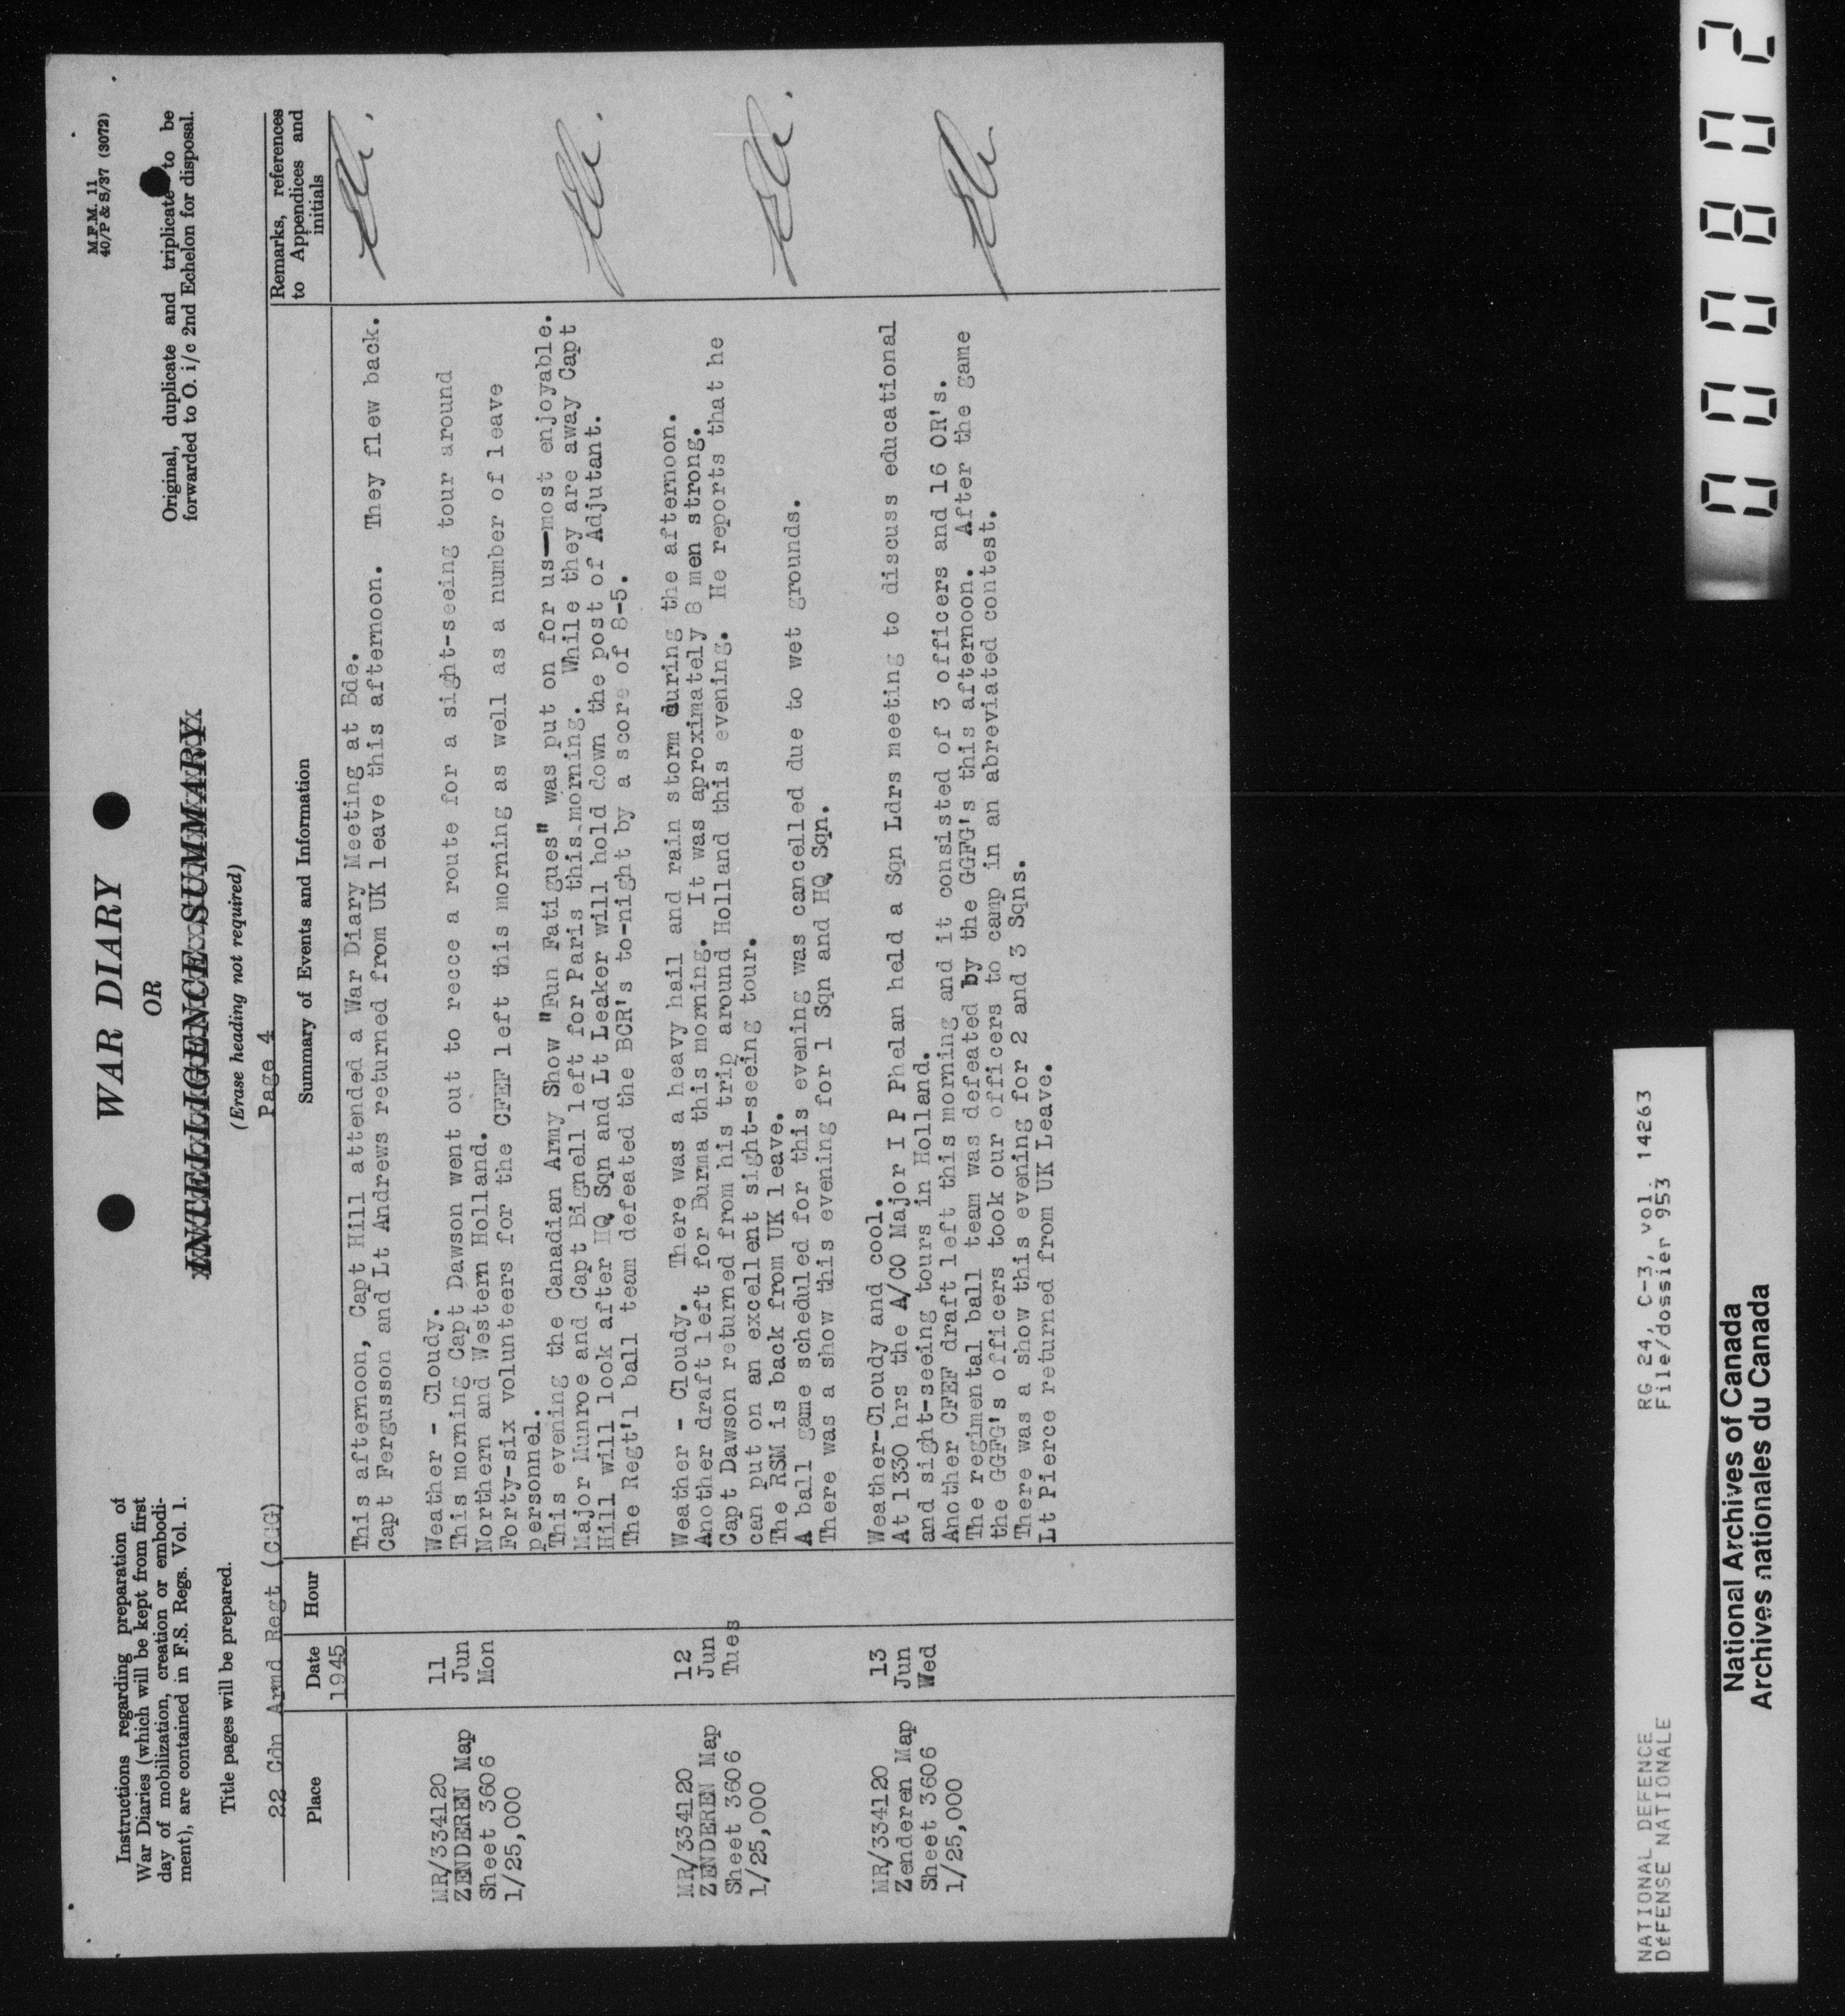 Instructions regarding preparation of
War Diaries (which will be kept from first
day of mobilization, creation or embodi-
ment), are contained in F.S. Regs. Vol. 1.
Title pages will be prepared.
WAR DIARY
OR
INTELLIGENCE SUMMARY
(Erase heading not required)
Page 4
M.F.M. 11
40/P & S/37 (3072)
Original, duplicate and triplicate to be
forwarded to O. i/c 2nd Echelon for disposal.
22 Cdn Armd Regt (CGG)
Place
Date
1945
Hour
Summary of Events and Information
Remarks, references
to Appendices and
initials
This afternoon, Capt Hill attended a War Diary Meeting at Bde.
Capt Fergusson and Lt Andrews returned from UK leave this afternoon. They flew back.
MR/334120
ZENDEREN Map
Sheet 3606
1/25,000
11
Jun
Mon
Weather - Cloudy.
This morning Capt Dawson went out to recce a route for a sight-seeing tour around
Northern and Western Holland.
Forty-six volunteers for the CFEF left this morning as well as a number of leave
personnel.
This evening the Canadian Army Show "Fun Fatigues" was put on for us—most enjoyable.
Major Munroe and Capt Bignell left for Paris this morning. While they are away Capt
Hill will look after HQ Sqn and Lt Leaker will hold down the post of Adjutant.
The Regt'l ball team defeated the BCR's to-night by a score of 8-5.
MR/334120
ZENDEREN Map
Sheet 3606
1/25,000
12
Jun
Tues
Weather - Cloudy. There was a heavy hail and rain storm during the afternoon.
Another draft left for Burma this morning. It was aproximately 8 men strong.
Capt Dawson returned from his trip around Holland this evening. He reports that he
can put on an excellent sight-seeing tour.
The RSM is back from UK leave.
A ball game scheduled for this evening was cancelled due to wet grounds.
There was a show this evening for 1 Sqn and HQ Sqn.
MR/334120
Zenderen Map
Sheet 3606
1/25,000
13
Jun
Wed
Weather-Cloudy and cool.
At 1330 hrs the A/CO Major I P Phelan held a Sqn Ldrs meeting to discuss educational
and sight-seeing tours in Holland.
Another CFEF draft left this morning and it consisted of 3 officers and 16 OR's.
The regimental ball team was defeated by the GGFG's this afternoon. After the game
the GGFG's officers took our officers to camp in an abreviated contest.
There was a show this evening for 2 and 3 Sqns.
Lt Pierce returned from UK Leave.
NATIONAL DEFENCE
DéFENSE NATIONALE
RG 24, C-3, vol. 14263
File/dossier 953
National Archives of Canada
Archives nationales du Canada
000802